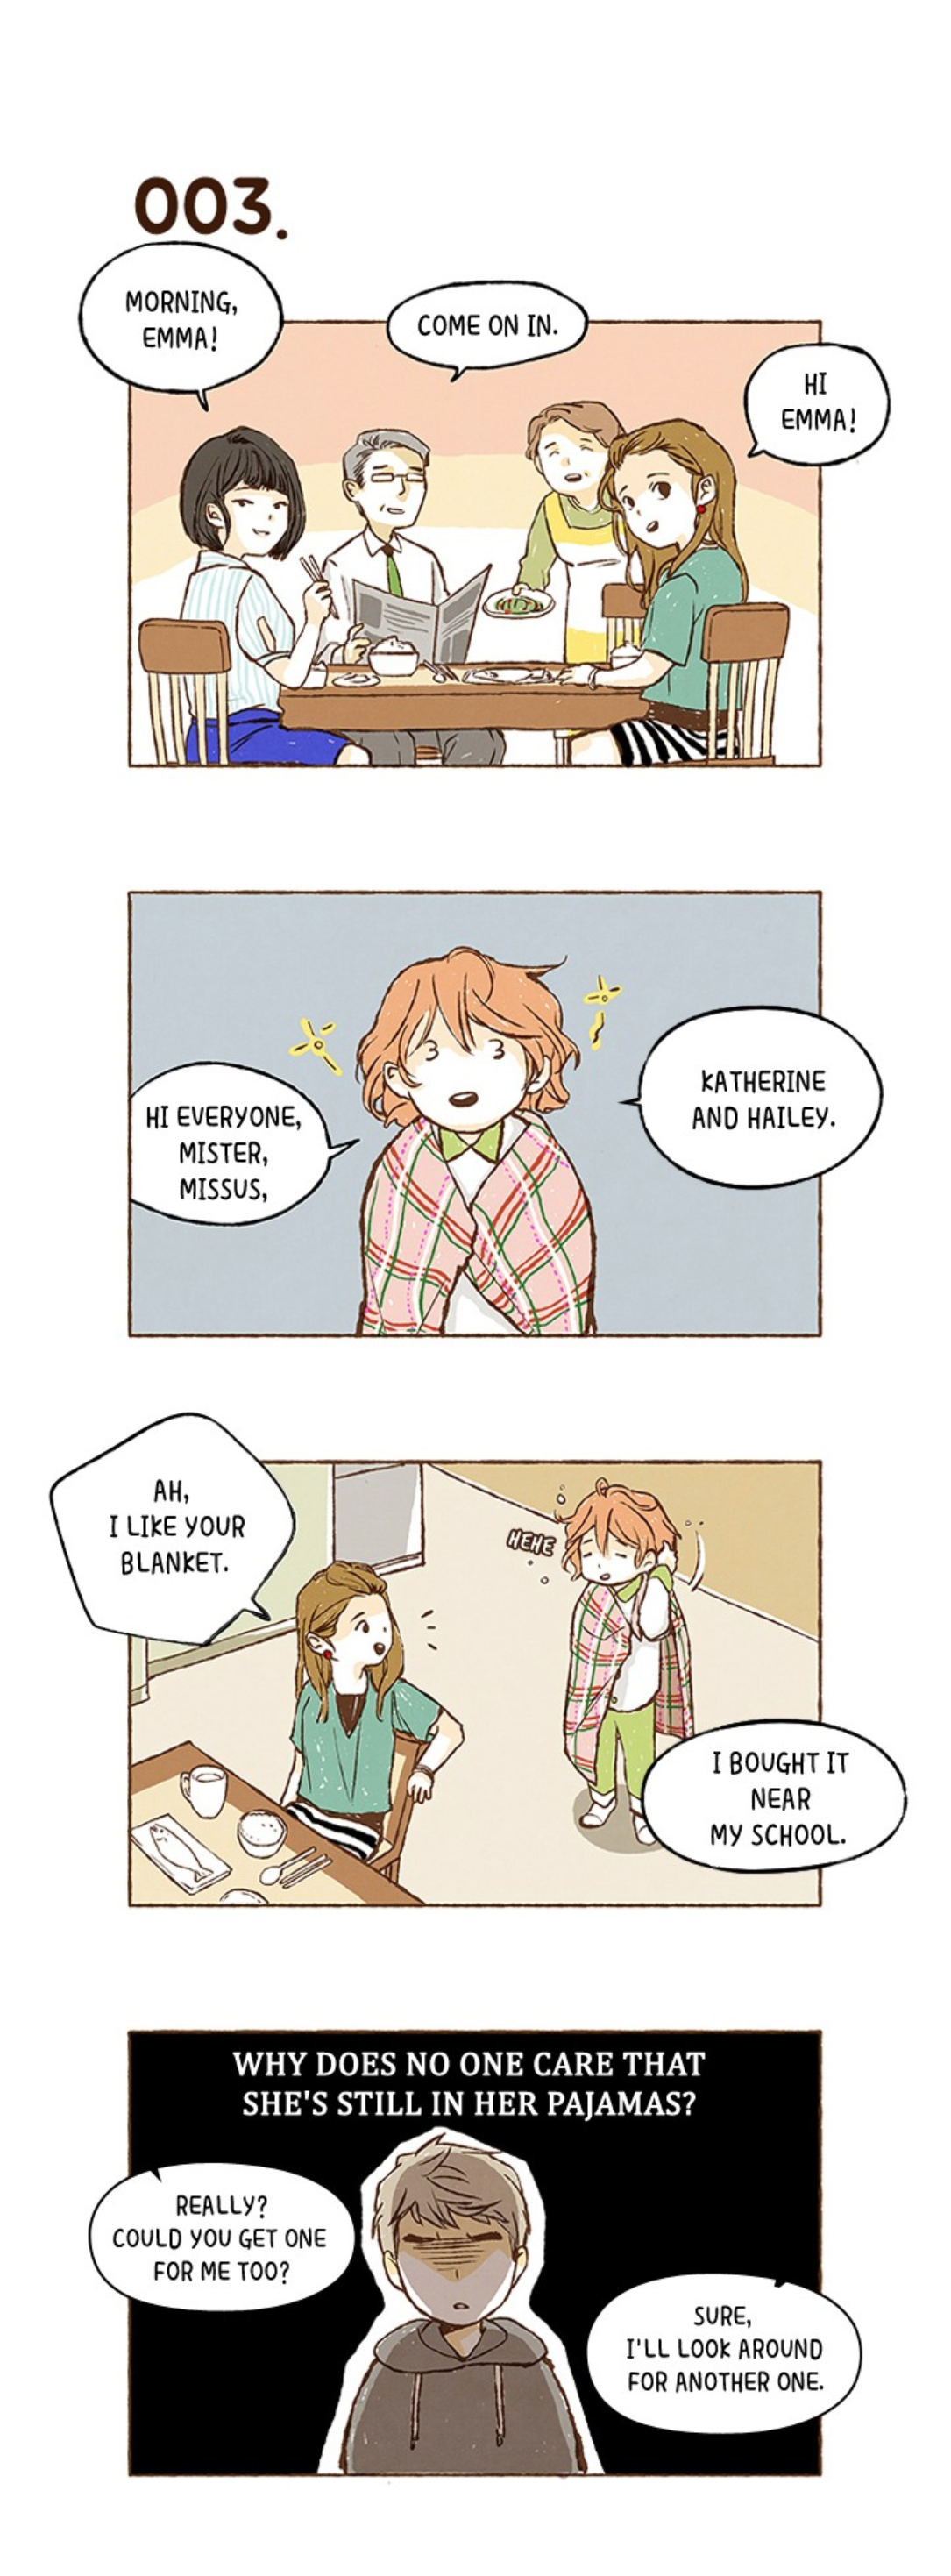 003.
MORNING,
EMMA!
COME ON IN.
HI
EMMA!
HI EVERYONE,
MISTER,
MISSUS,
KATHERINE
AND HAILEY.
AH,
I LIKE YOUR
BLANKET.
HEHE
I BOUGHT IT
NEAR
MY SCHOOL.
WHY DOES NO ONE CARE THAT
SHE'S STILL IN HER PAJAMAS?
REALLY?
COULD YOU GET ONE
FOR ME TOO?
SURE,
I'LL LOOK AROUND
FOR ANOTHER ONE.